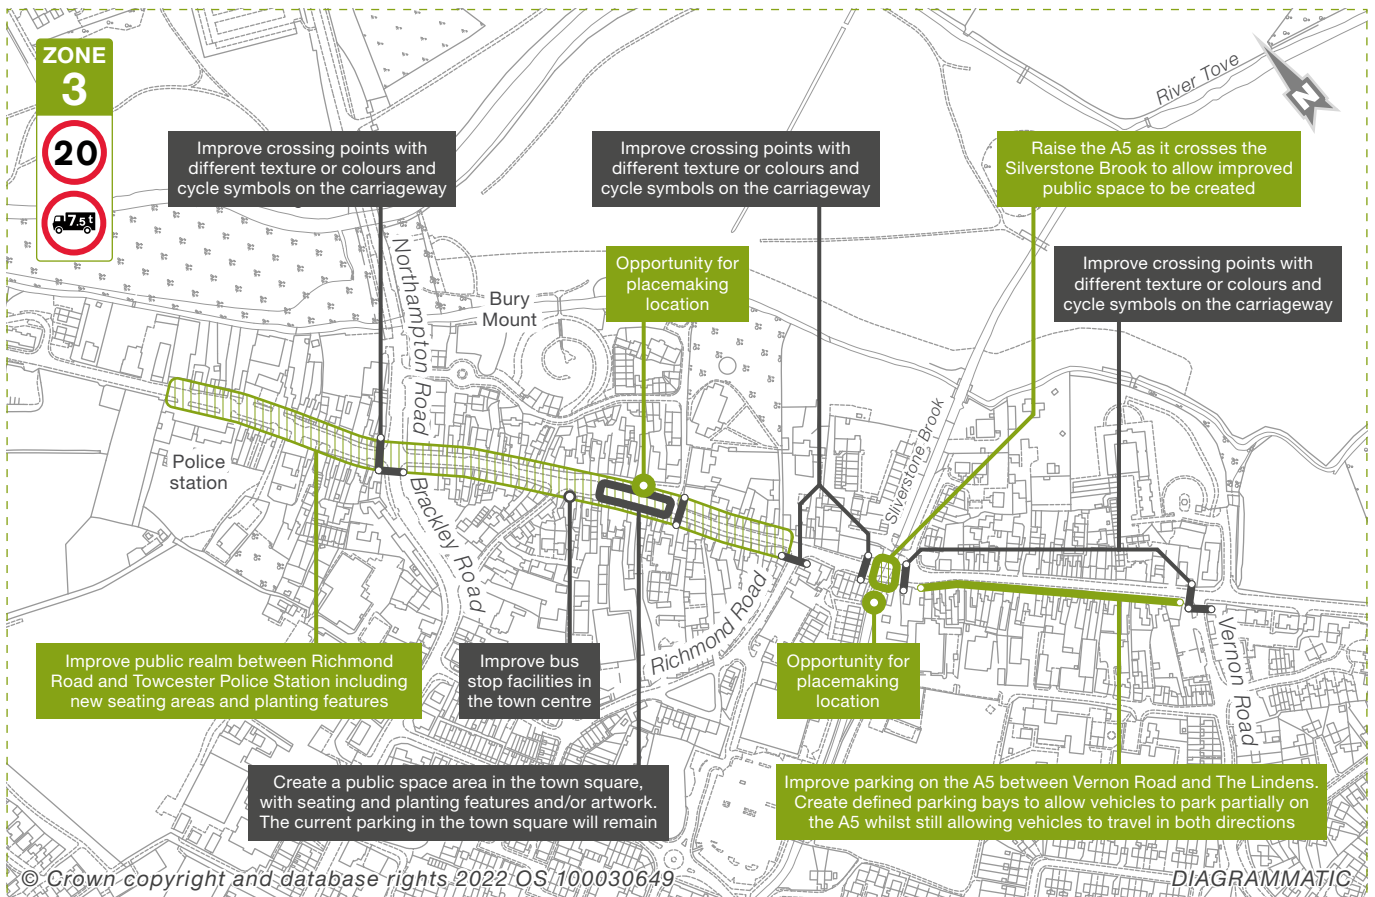 ZONE
3
20
7.5t
River Tove
N
Improve crossing points with
different texture or colours and
cycle symbols on the carriageway
Improve crossing points with
different texture or colours and
cycle symbols on the carriageway
Raise the A5 as it crosses the
Silverstone Brook to allow improved
public space to be created
Opportunity for
placemaking
location
Improve crossing points with
different texture or colours and
cycle symbols on the carriageway
Northampton Road
Bury
Mount
Silverstone Brook
Police
station
Brackley Road
Richmond Road
Vernon Road
Improve public realm between Richmond
Road and Towcester Police Station including
new seating areas and planting features
Improve bus
stop facilities in
the town centre
Opportunity for
placemaking
location
Create a public space area in the town square,
with seating and planting features and/or artwork.
The current parking in the town square will remain
Improve parking on the A5 between Vernon Road and The Lindens.
Create defined parking bays to allow vehicles to park partially on
the A5 whilst still allowing vehicles to travel in both directions
© Crown copyright and database rights 2022 OS 100030649
DIAGRAMMATIC